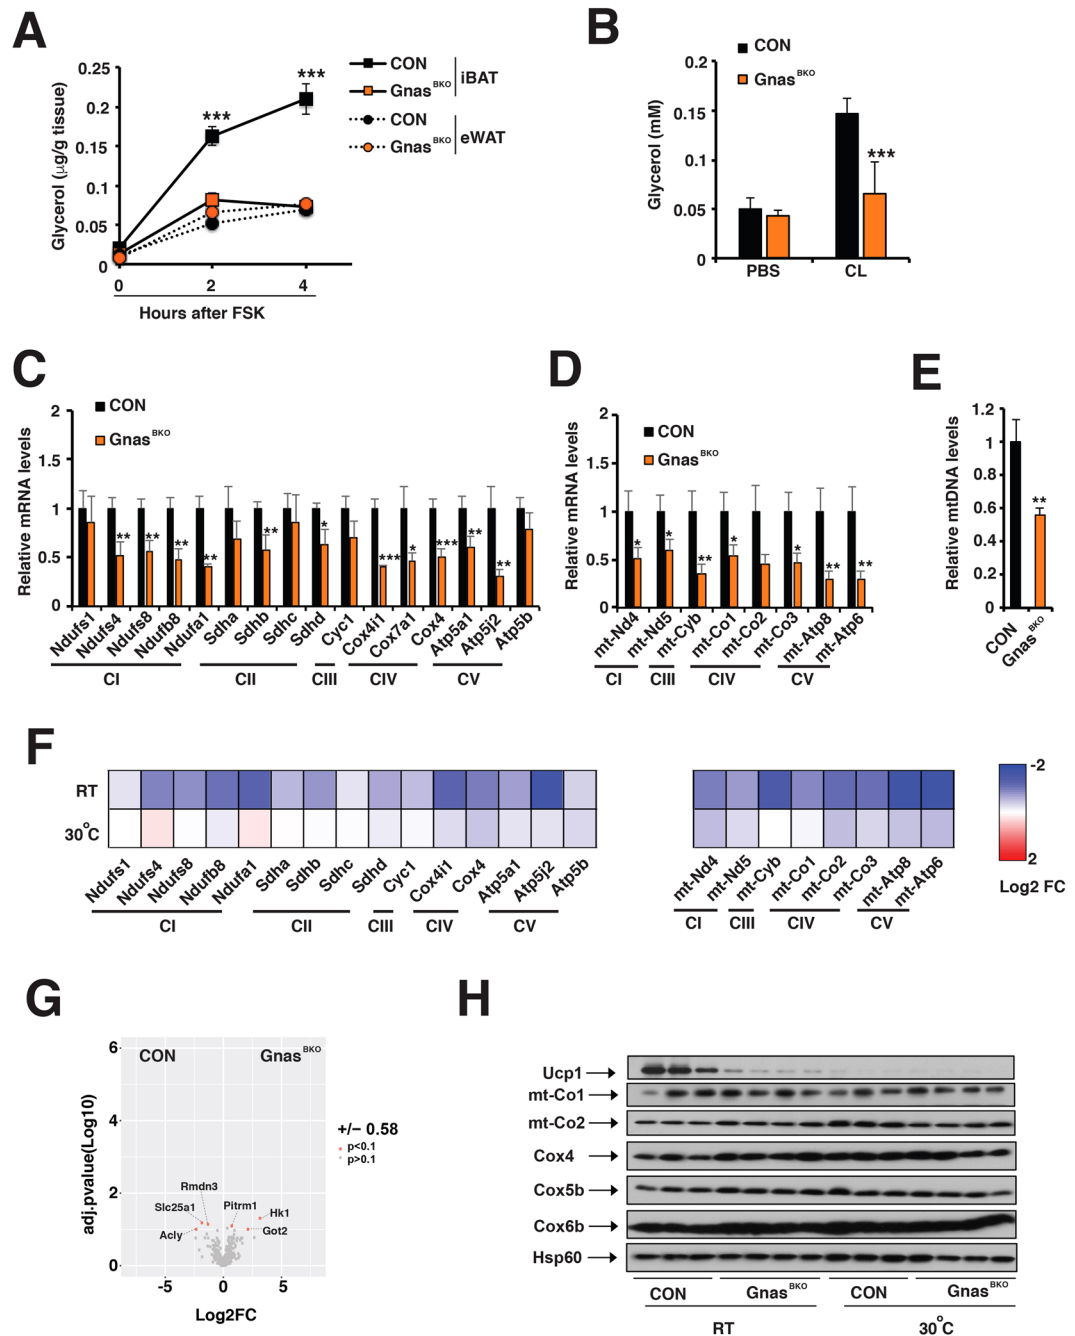 A
Glycerol (µg/g tissue)
0.25
0.2
0.15
0.1
0.05
0
***
***
0 2 4
Hours after FSK
CON
Gnas BKO
iBAT
CON
Gnas BKO
eWAT
B
CON
Gnas BKO
Glycerol (mM)
0.2
0.15
0.1
0.05
0
***
PBS CL
C
CON
Gnas BKO
Relative mRNA levels
2
1.5
1
0.5
0
** ** ** ** ** * *** * *** ** **
Ndufs1 Ndufs4 Ndufs8 Ndufb8 Ndufa1 Sdha Sdhb Sdhc Sdhd Cyc1 Cox4i1 Cox7a1 Cox4 Atp5a1 Atp5j2 Atp5b
CI CII CIII CIV CV
D
CON
Gnas BKO
Relative mRNA levels
2
1.5
1
0.5
0
* * ** * * ** **
mt-Nd4 mt-Nd5 mt-Cyb mt-Co1 mt-Co2 mt-Co3 mt-Atp8 mt-Atp6
CI CIII CIV CV
E
Relative mtDNA levels
1.2
1
0.8
0.6
0.4
0.2
0
**
CON
Gnas BKO
F
RT
30°C
Ndufs1 Ndufs4 Ndufs8 Ndufb8 Ndufa1 Sdha Sdhb Sdhc Sdhd Cyc1 Cox4i1 Cox4 Atp5a1 Atp5j2 Atp5b
CI CII CIII CIV CV
mt-Nd4 mt-Nd5 mt-Cyb mt-Co1 mt-Co2 mt-Co3 mt-Atp8 mt-Atp6
CI CIII CIV CV
-2
2
Log2 FC
G
adj.pvalue(Log10)
6
4
2
0
CON Gnas BKO
Rmdn3
Slc25a1
Acly
Pitrm1
Hk1
Got2
-5 0 5
Log2FC
+/− 0.58
p<0.1
p>0.1
H
Ucp1
mt-Co1
mt-Co2
Cox4
Cox5b
Cox6b
Hsp60
CON Gnas BKO CON Gnas BKO
RT 30°C